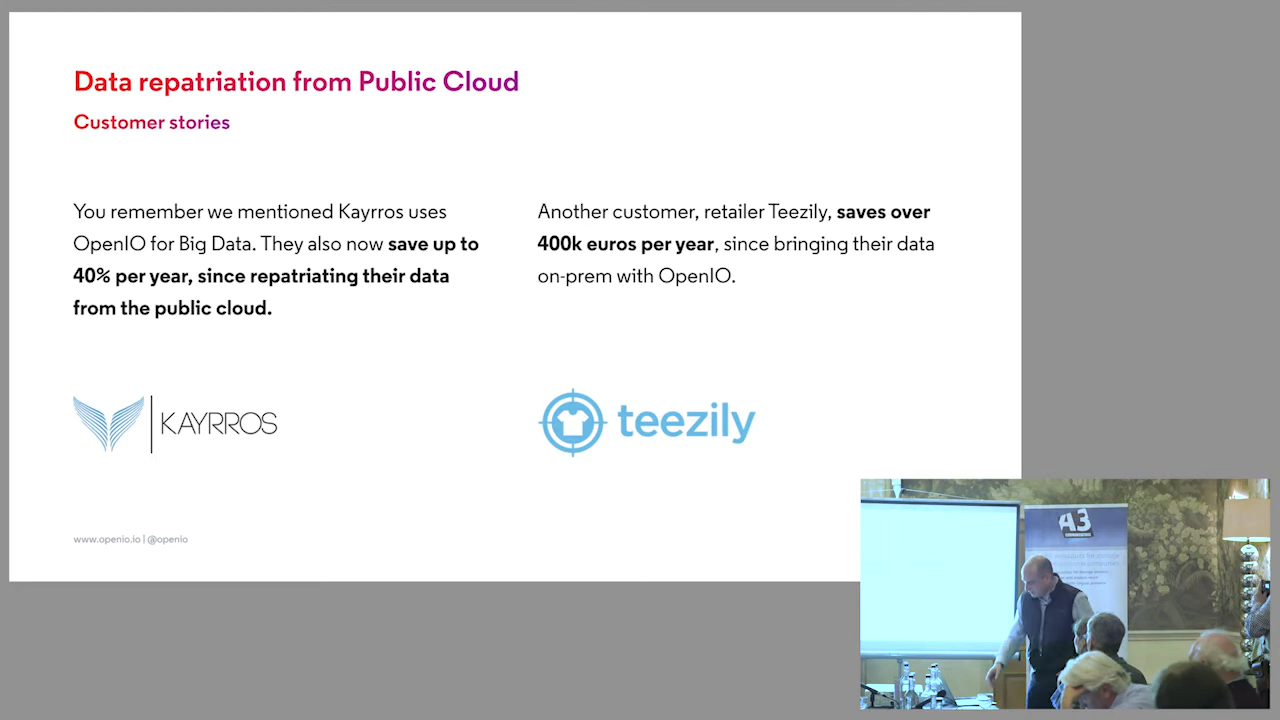 Data repatriation from Public Cloud
Customer stories
You remember we mentioned Kayrros uses
OpenIO for Big Data. They also now save up to
40% per year, since repatriating their data
from the public cloud.
Another customer, retailer Teezily, saves over
400k euros per year, since bringing their data
on-prem with OpenIO.
KAYRROS
teezily
www.openio.io | @openio
A3